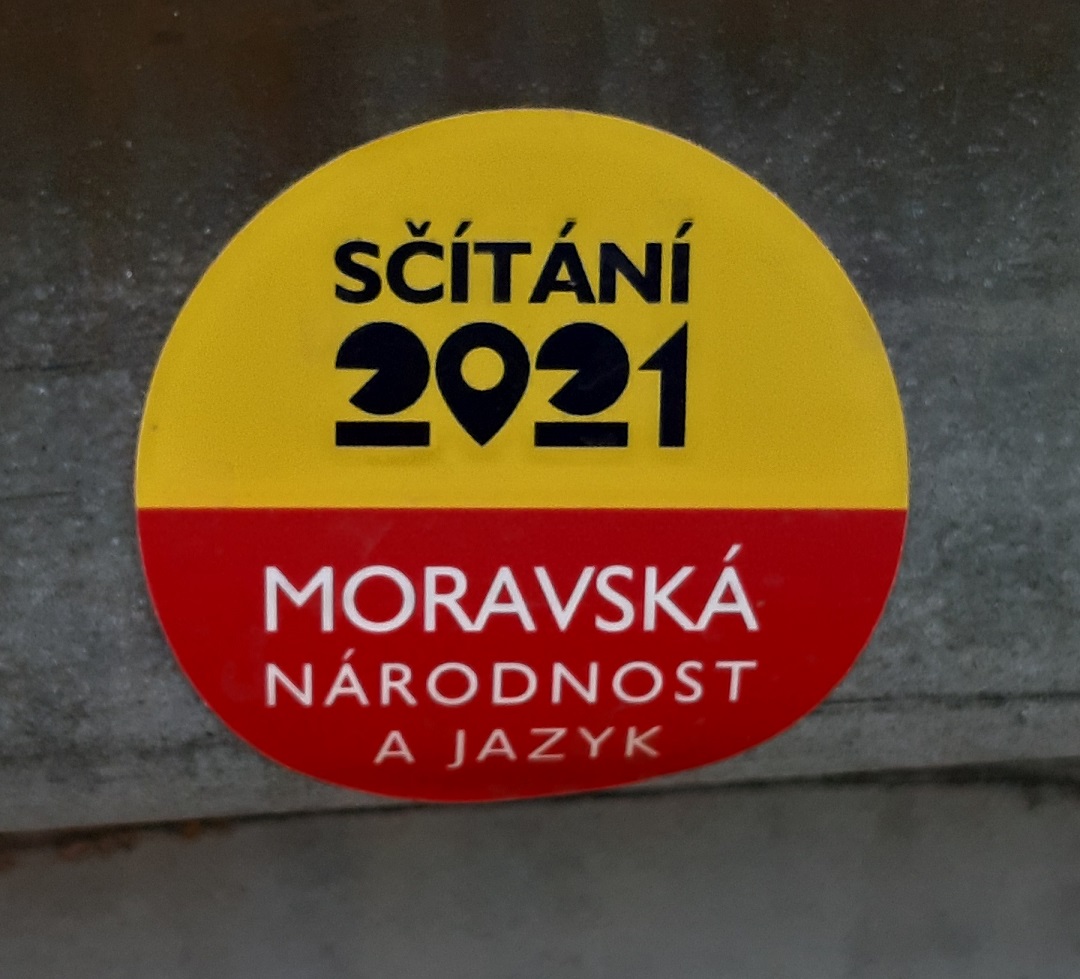 SČÍTÁNÍ
2021
MORAVSKÁ
NÁRODNOST
A JAZYK